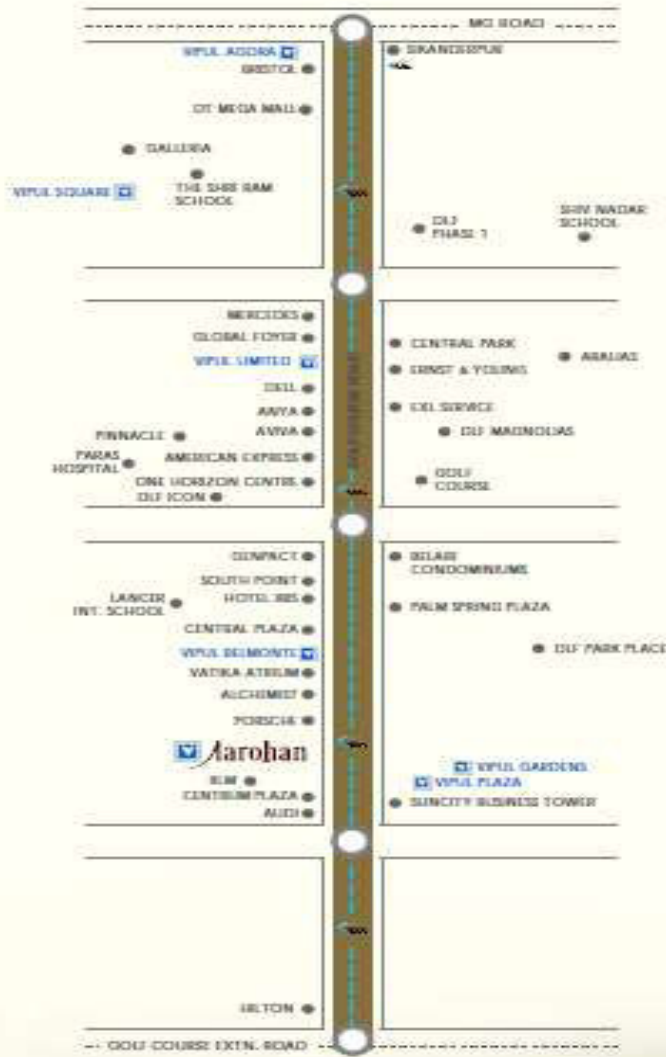 MG ROAD
VIPUL AGORA
SIKANDERPUR
BRISTOL
DT MEGA MALL
GALLERIA
THE SHRI RAM
SCHOOL
VIPUL SQUARE
DLF
PHASE 1
SHIV NADAR
SCHOOL
MERCEDES
GLOBAL FOYER
VIPUL LIMITED
DELL
AVIVA
PINNACLE
PARAS
HOSPITAL
AMERICAN EXPRESS
ONE HORIZON CENTRE
DLF ICON
CENTRAL PARK
ARALIAS
ERNST & YOUNG
EXL SERVICE
DLF MAGNOLIAS
GOLF
COURSE
GENPACT
SOUTH POINT
HOTEL IBIS
LANCER
INT. SCHOOL
CENTRAL PLAZA
VIPUL BELMONTE
VATIKA ATRIUM
ALCHEMIST
PORSCHE
Aarohan
CENTRUM PLAZA
AUDI
BELAIRE
CONDOMINIUMS
PALM SPRING PLAZA
DLF PARK PLACE
VIPUL GARDENS
VIPUL PLAZA
SUNCITY BUSINESS TOWER
HILTON
GOLF COURSE EXTN. ROAD